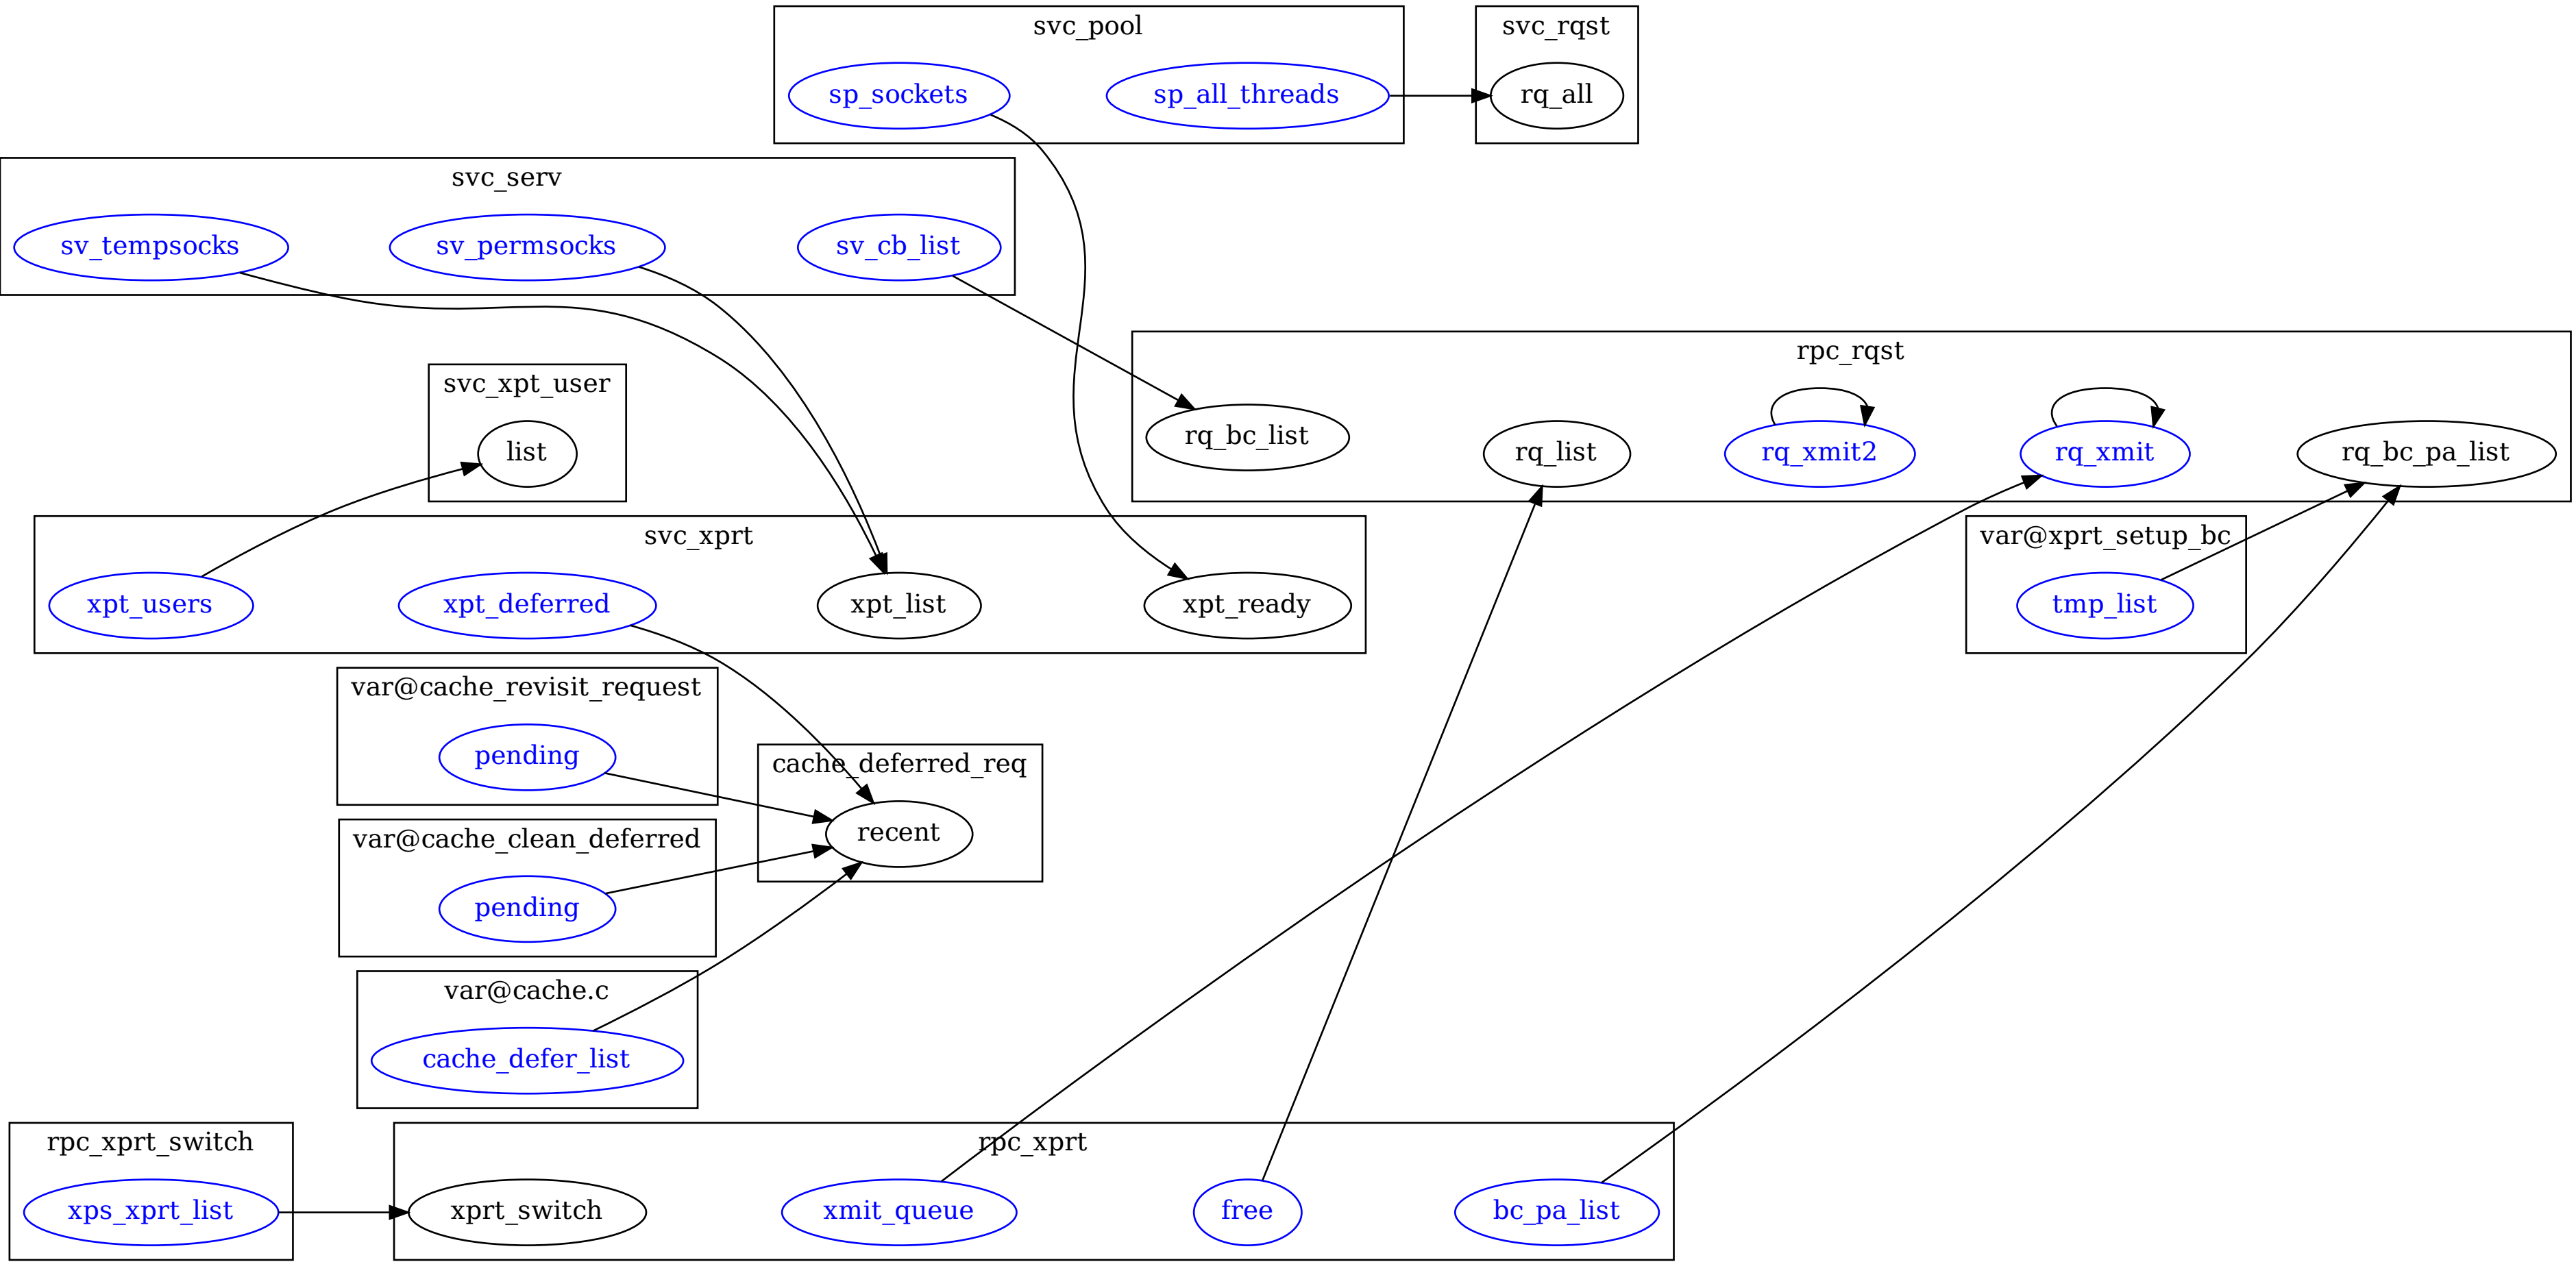 svc_pool
svc_rqst
sp_sockets
sp_all_threads
rq_all
svc_serv
sv_tempsocks
sv_permsocks
sv_cb_list
rpc_rqst
svc_xpt_user
list
rq_bc_list
rq_list
rq_xmit2
rq_xmit
rq_bc_pa_list
svc_xprt
var@xprt_setup_bc
xpt_users
xpt_deferred
xpt_list
xpt_ready
tmp_list
var@cache_revisit_request
pending
cache_deferred_req
recent
var@cache_clean_deferred
pending
var@cache.c
cache_defer_list
rpc_xprt_switch
rpc_xprt
xps_xprt_list
xprt_switch
xmit_queue
free
bc_pa_list